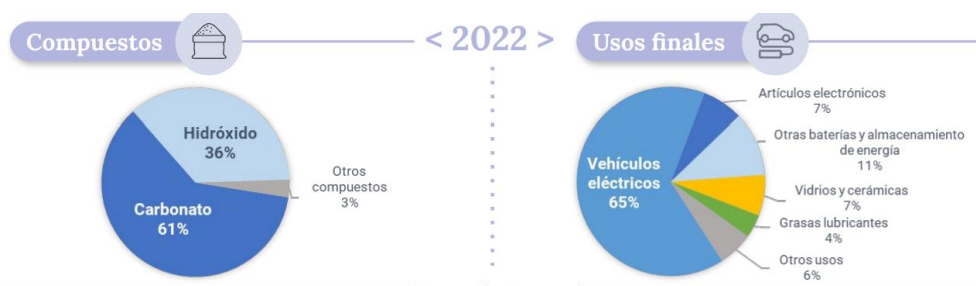 Compuestos
< 2022 >
Usos finales
Hidróxido
36%
Otros
compuestos
3%
Carbonato
61%
Artículos electrónicos
7%
Otras baterías y almacenamiento
de energía
11%
Vehículos
eléctricos
65%
Vidrios y cerámicas
7%
Grasas lubricantes
4%
Otros usos
6%